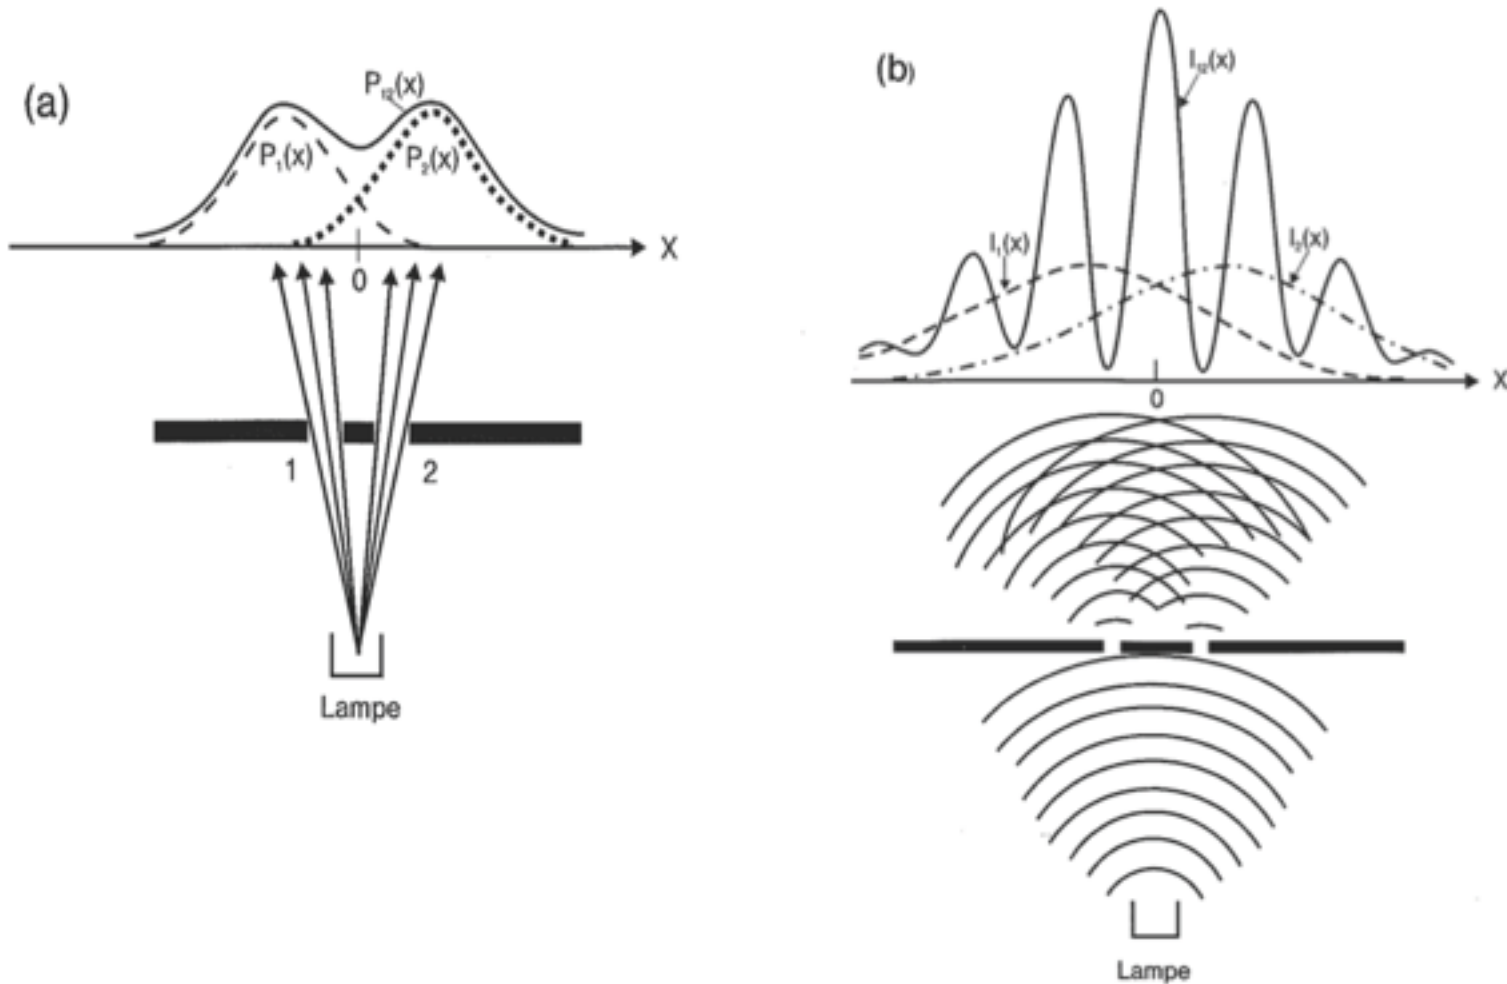 (a)
P₁₂(x)
P₁(x)
P₂(x)
X
0
1
2
Lampe
(b)
I₁₂(x)
I₁(x)
I₂(x)
X
0
Lampe